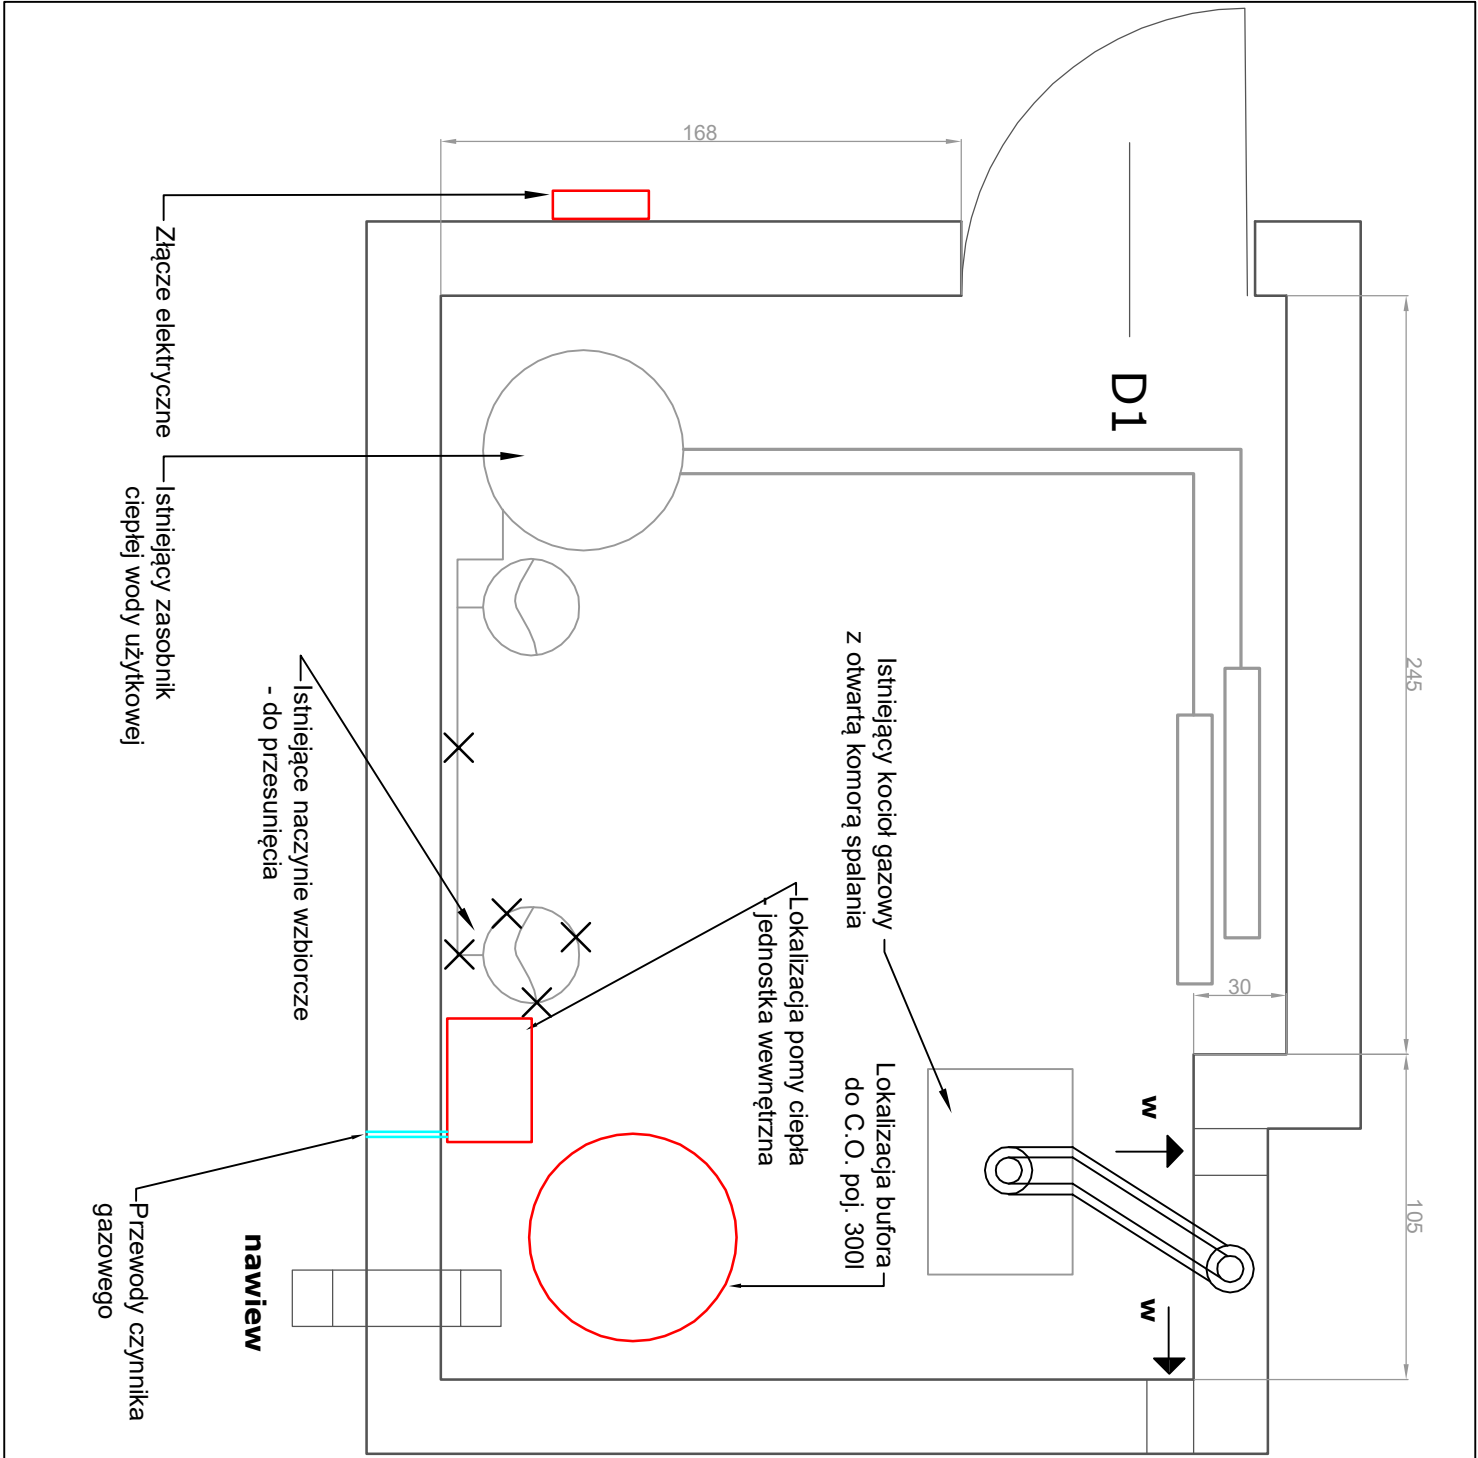 168
245
30
105
D1
Złącze elektryczne
Istniejący zasobnik
ciepłej wody użytkowej
Istniejące naczynie wzbiorcze
- do przesunięcia
Istniejący kocioł gazowy
z otwartą komorą spalania
Lokalizacja pomy ciepła
- jednostka wewnętrzna
Lokalizacja bufora
do C.O. poj. 300l
w
w
Przewody czynnika
gazowego
nawiew